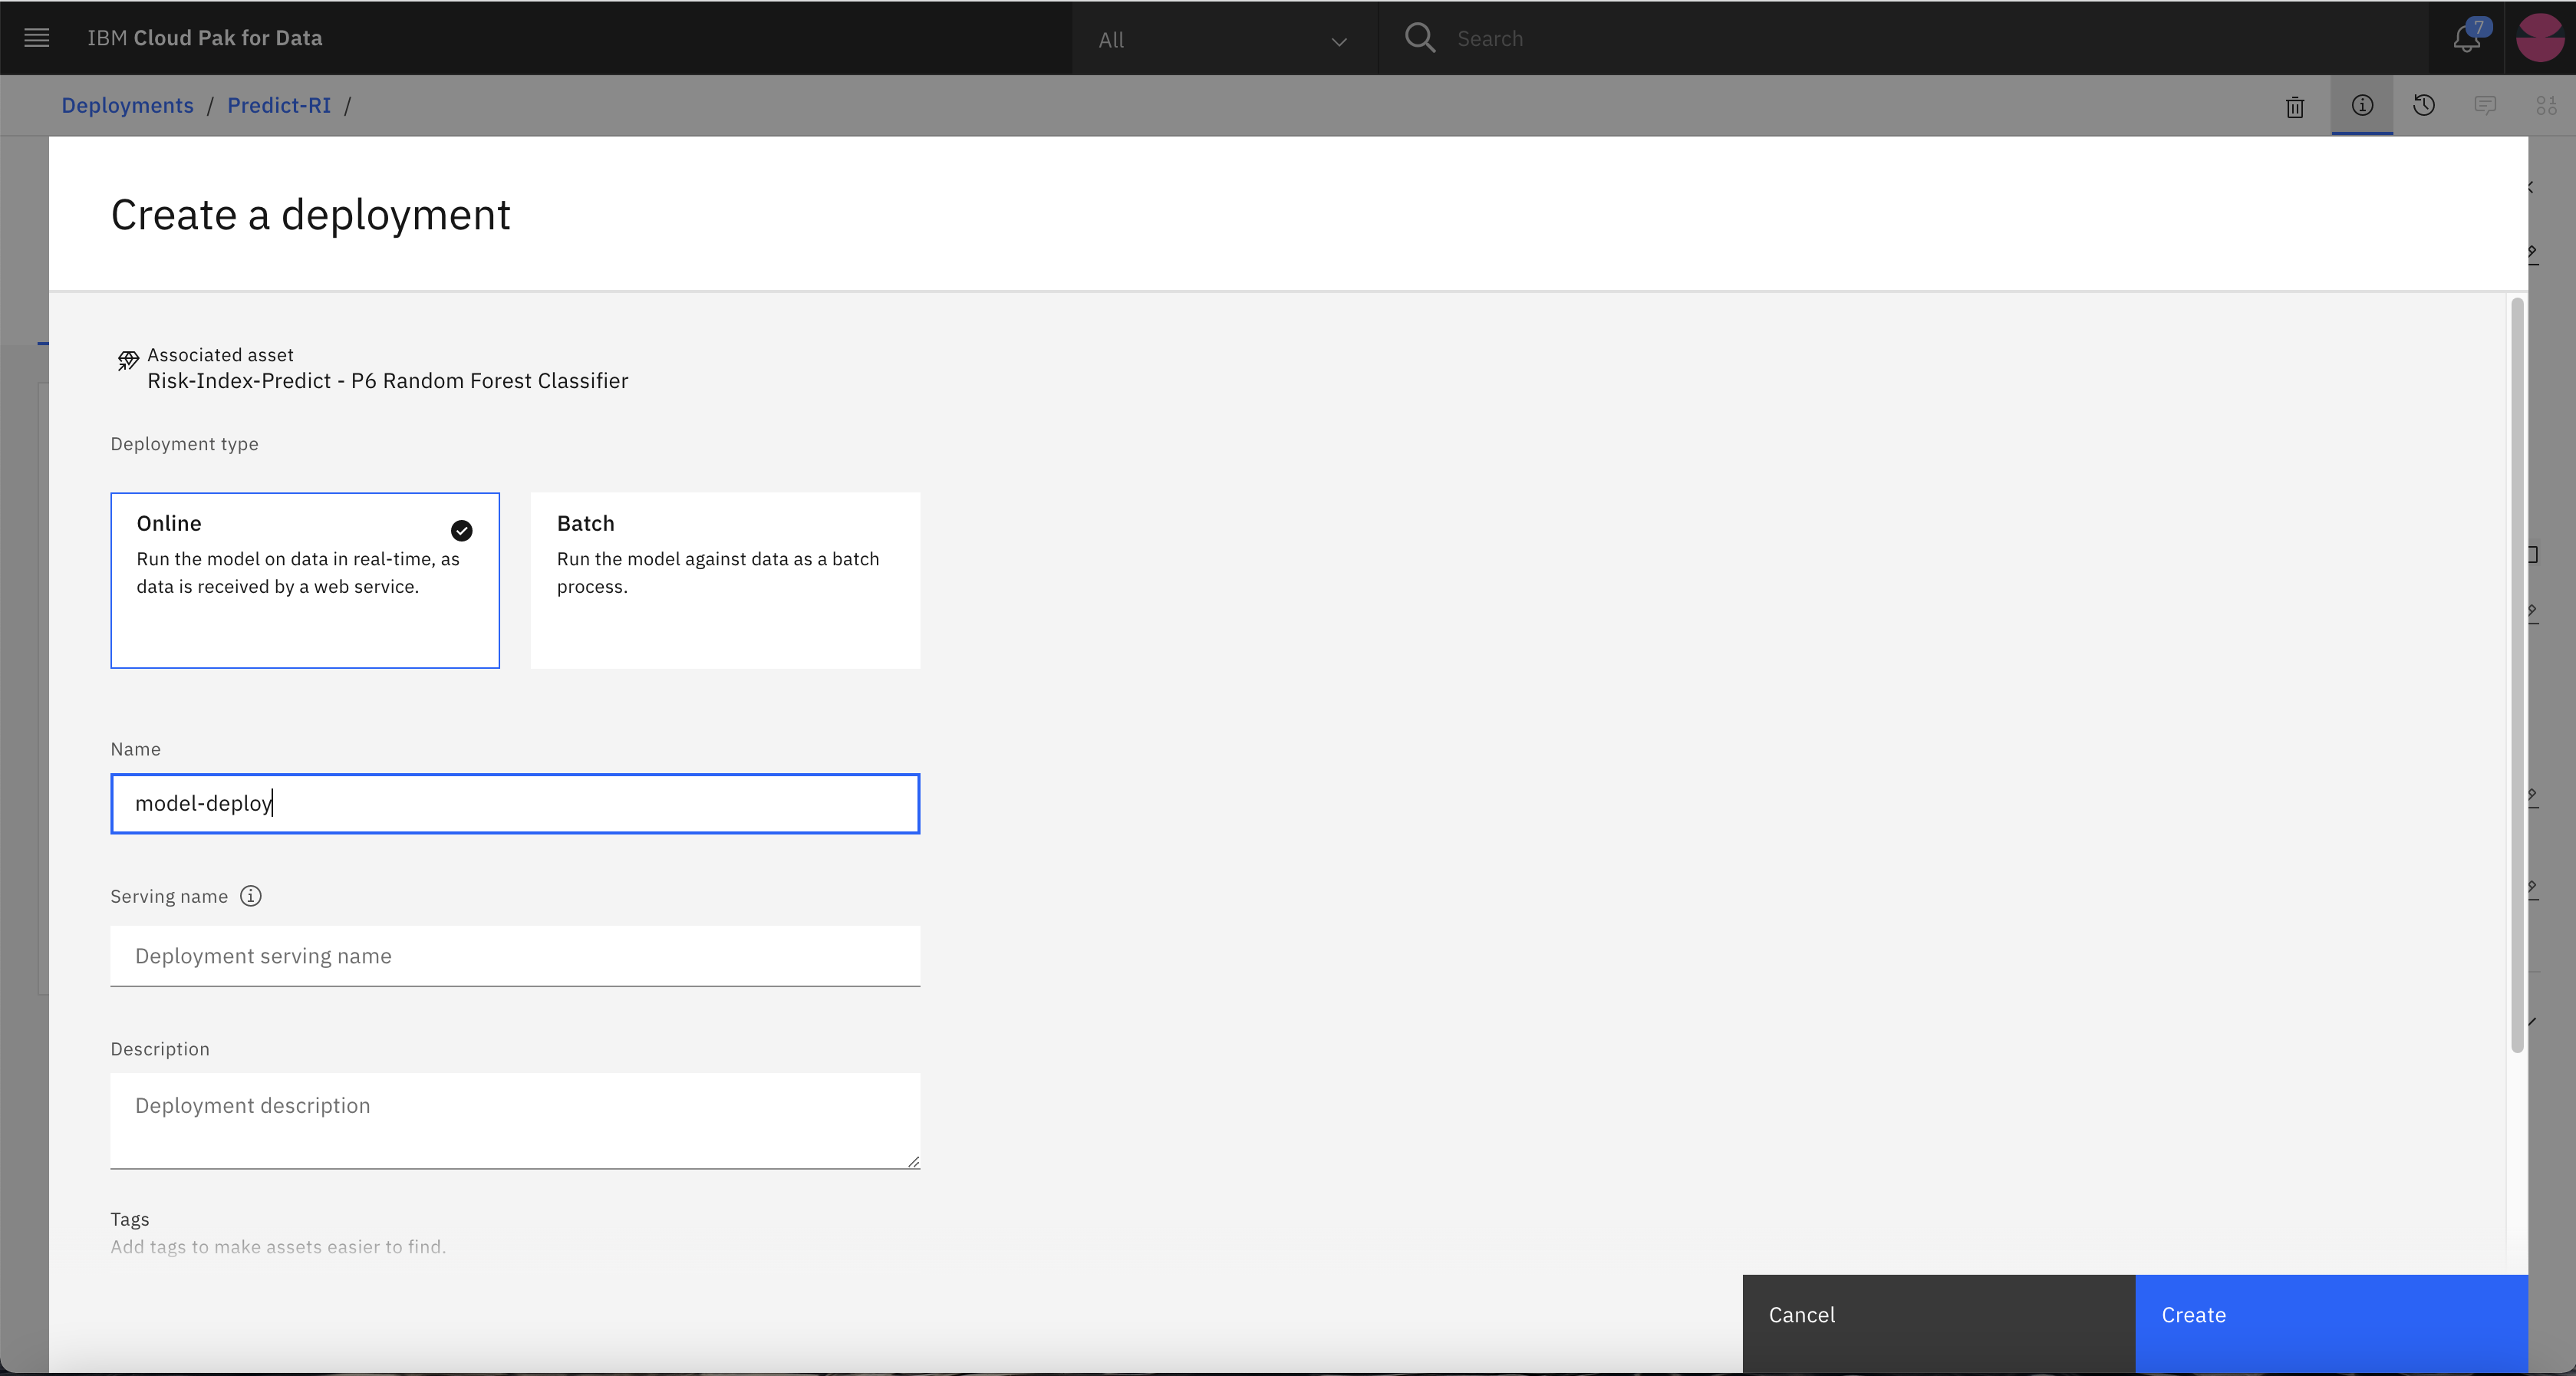 IBM Cloud Pak for Data
All
Search
7
Deployments / Predict-RI /
Create a deployment
Associated asset
Risk-Index-Predict - P6 Random Forest Classifier
Deployment type
Online
Run the model on data in real-time, as
data is received by a web service.
Batch
Run the model against data as a batch
process.
Name
model-deploy
Serving name
Deployment serving name
Description
Deployment description
Tags
Add tags to make assets easier to find.
Cancel
Create